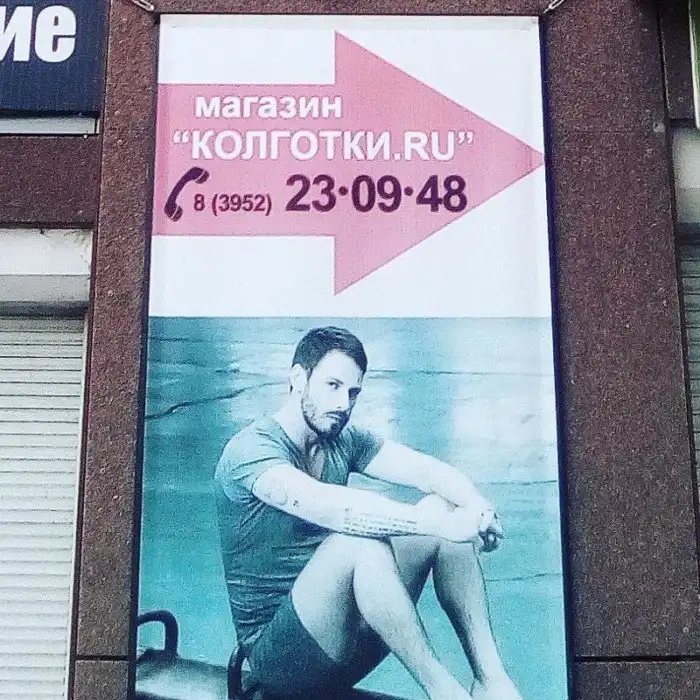 ие
магазин
“КОЛГОТКИ.RU”
8 (3952) 23•09•48